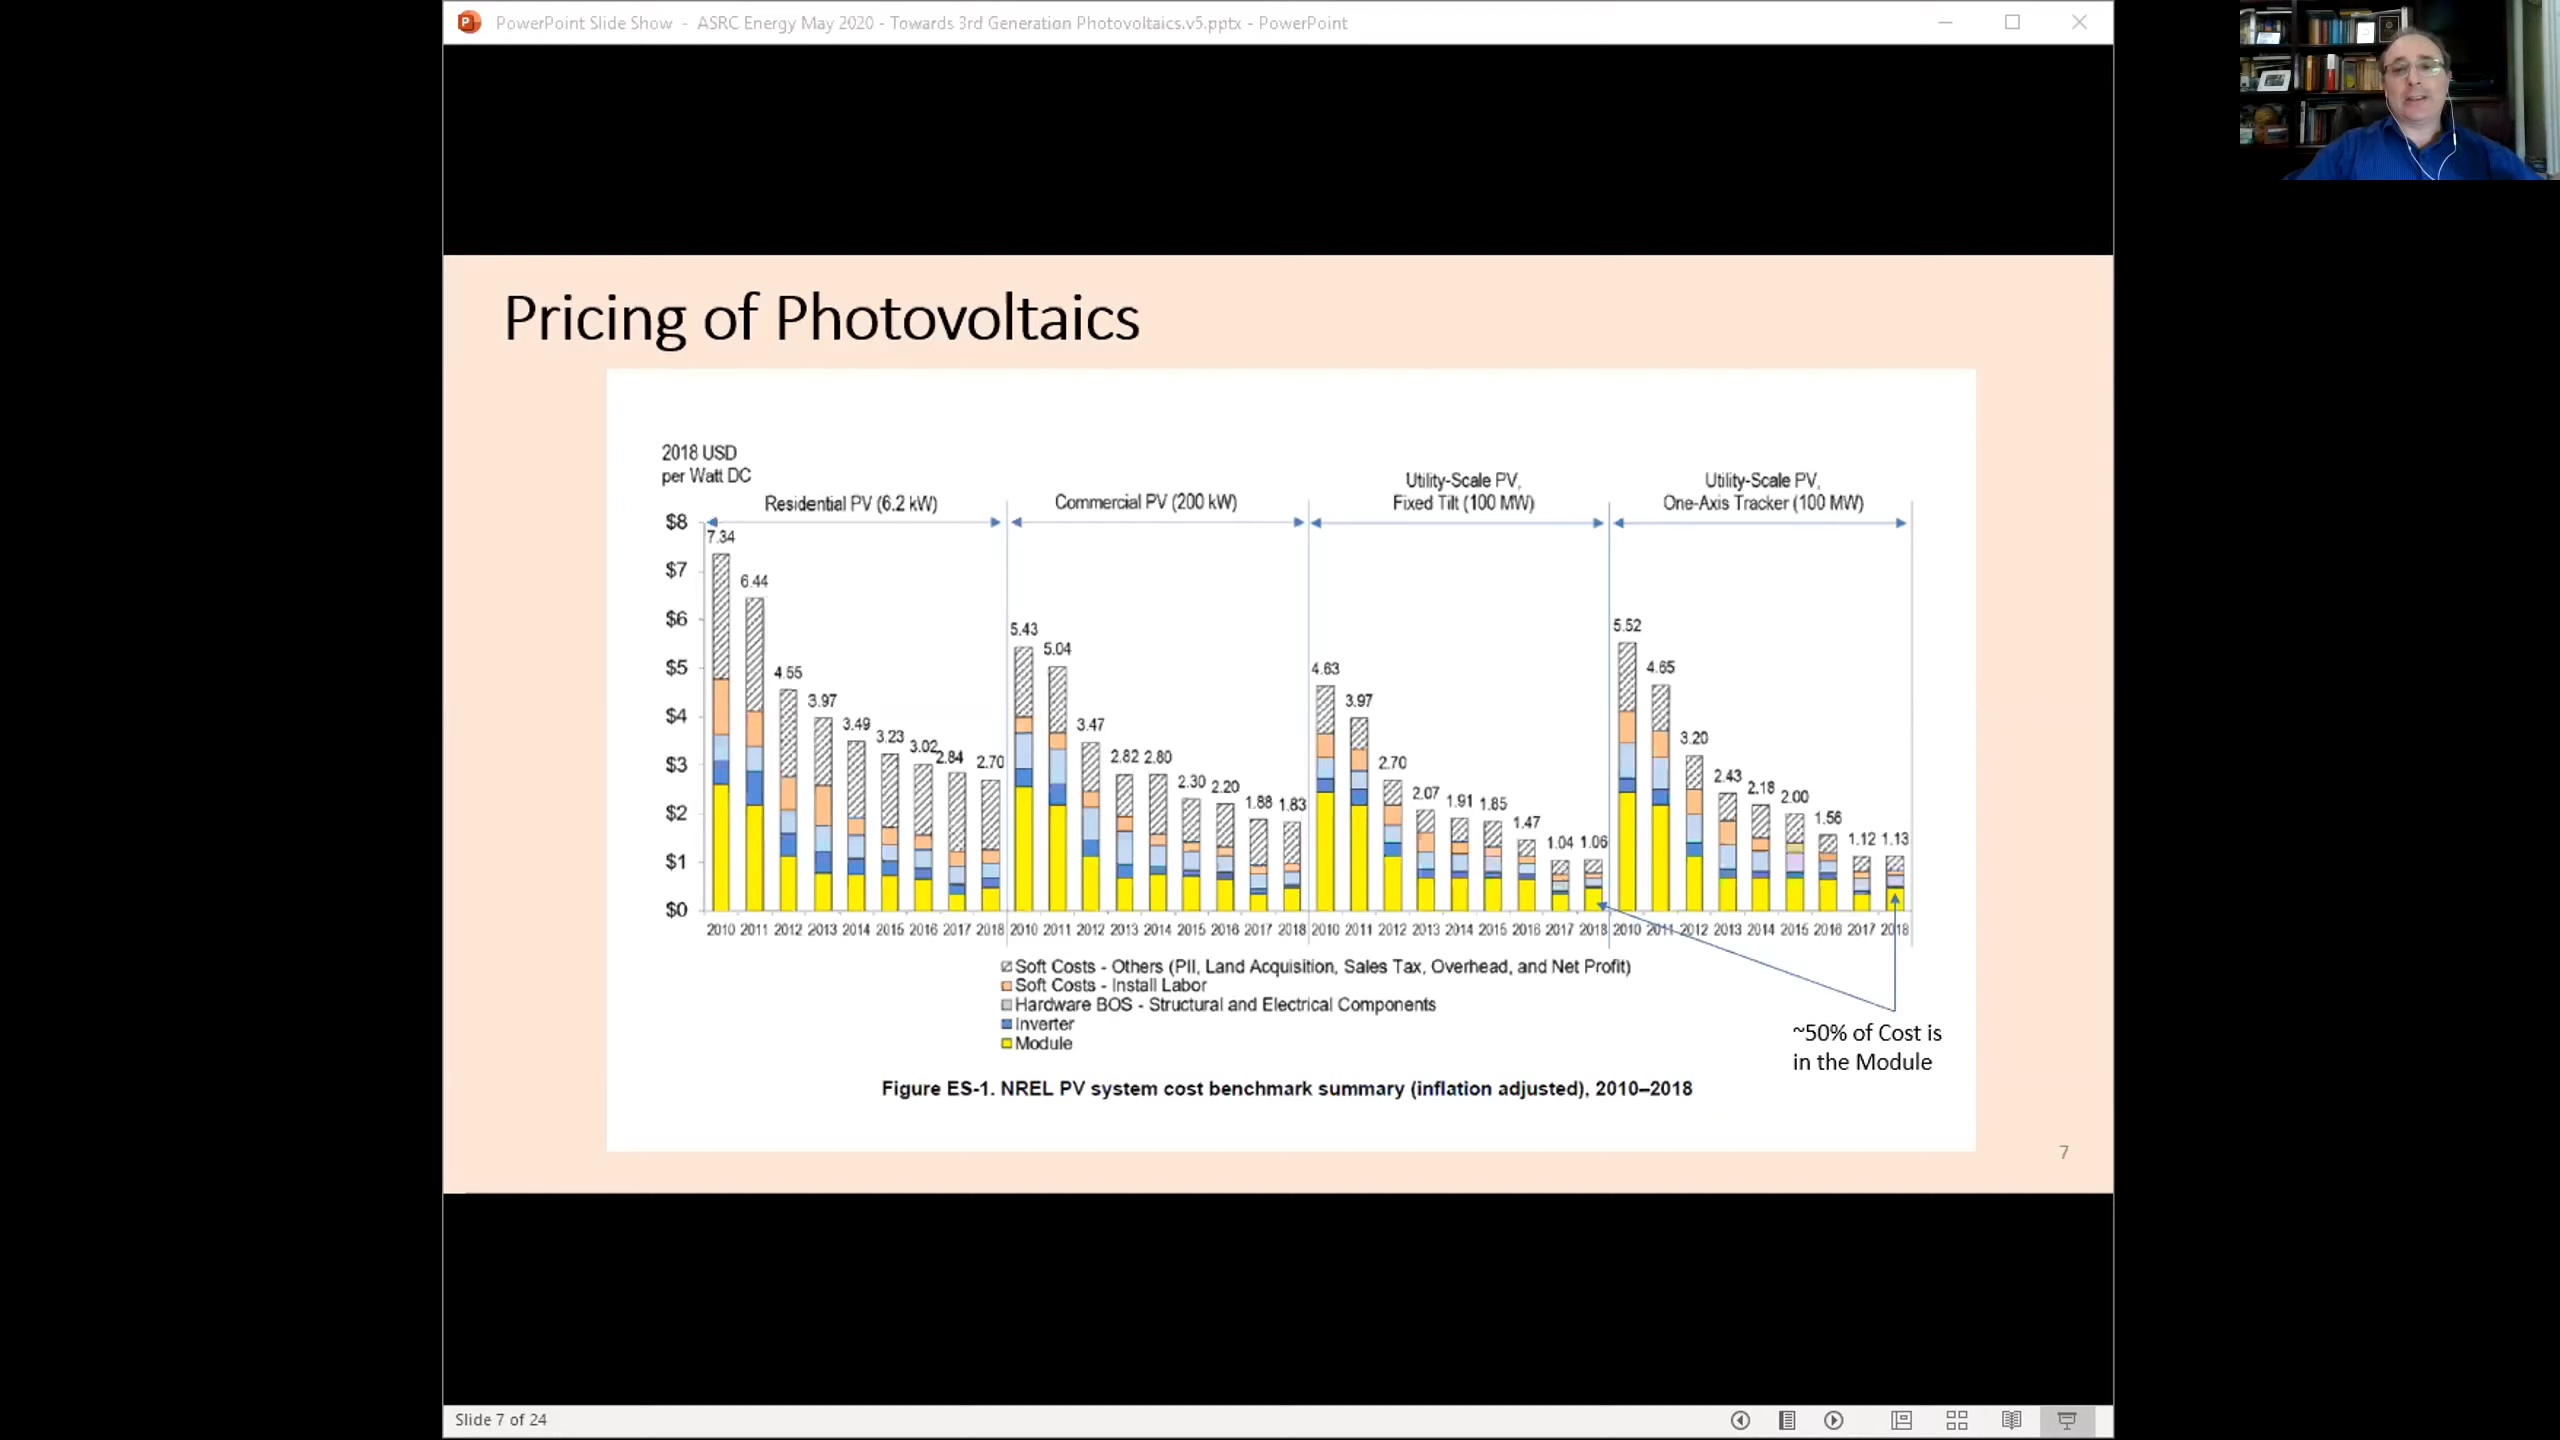 PowerPoint Slide Show - ASRC Energy May 2020 - Towards 3rd Generation Photovoltaics.v5.pptx - PowerPoint
Pricing of Photovoltaics
2018 USD
per Watt DC
Residential PV (6.2 kW)
Commercial PV (200 kW)
Utility-Scale PV,
Fixed Tilt (100 MW)
Utility-Scale PV,
One-Axis Tracker (100 MW)
$8
$7
$6
$5
$4
$3
$2
$1
$0
7.34
6.44
4.55
3.97
3.49
3.23
3.02
2.84
2.70
5.43
5.04
3.47
2.82
2.80
2.30
2.20
1.88
1.83
4.63
3.97
2.70
2.07
1.91
1.85
1.47
1.04
1.06
5.52
4.65
3.20
2.43
2.18
2.00
1.56
1.12
1.13
2010 2011 2012 2013 2014 2015 2016 2017 2018 2010 2011 2012 2013 2014 2015 2016 2017 2018 2010 2011 2012 2013 2014 2015 2016 2017 2018 2010 2011 2012 2013 2014 2015 2016 2017 2018
Soft Costs - Others (PII, Land Acquisition, Sales Tax, Overhead, and Net Profit)
Soft Costs - Install Labor
Hardware BOS - Structural and Electrical Components
Inverter
Module
~50% of Cost is
in the Module
Figure ES-1. NREL PV system cost benchmark summary (inflation adjusted), 2010–2018
7
Slide 7 of 24